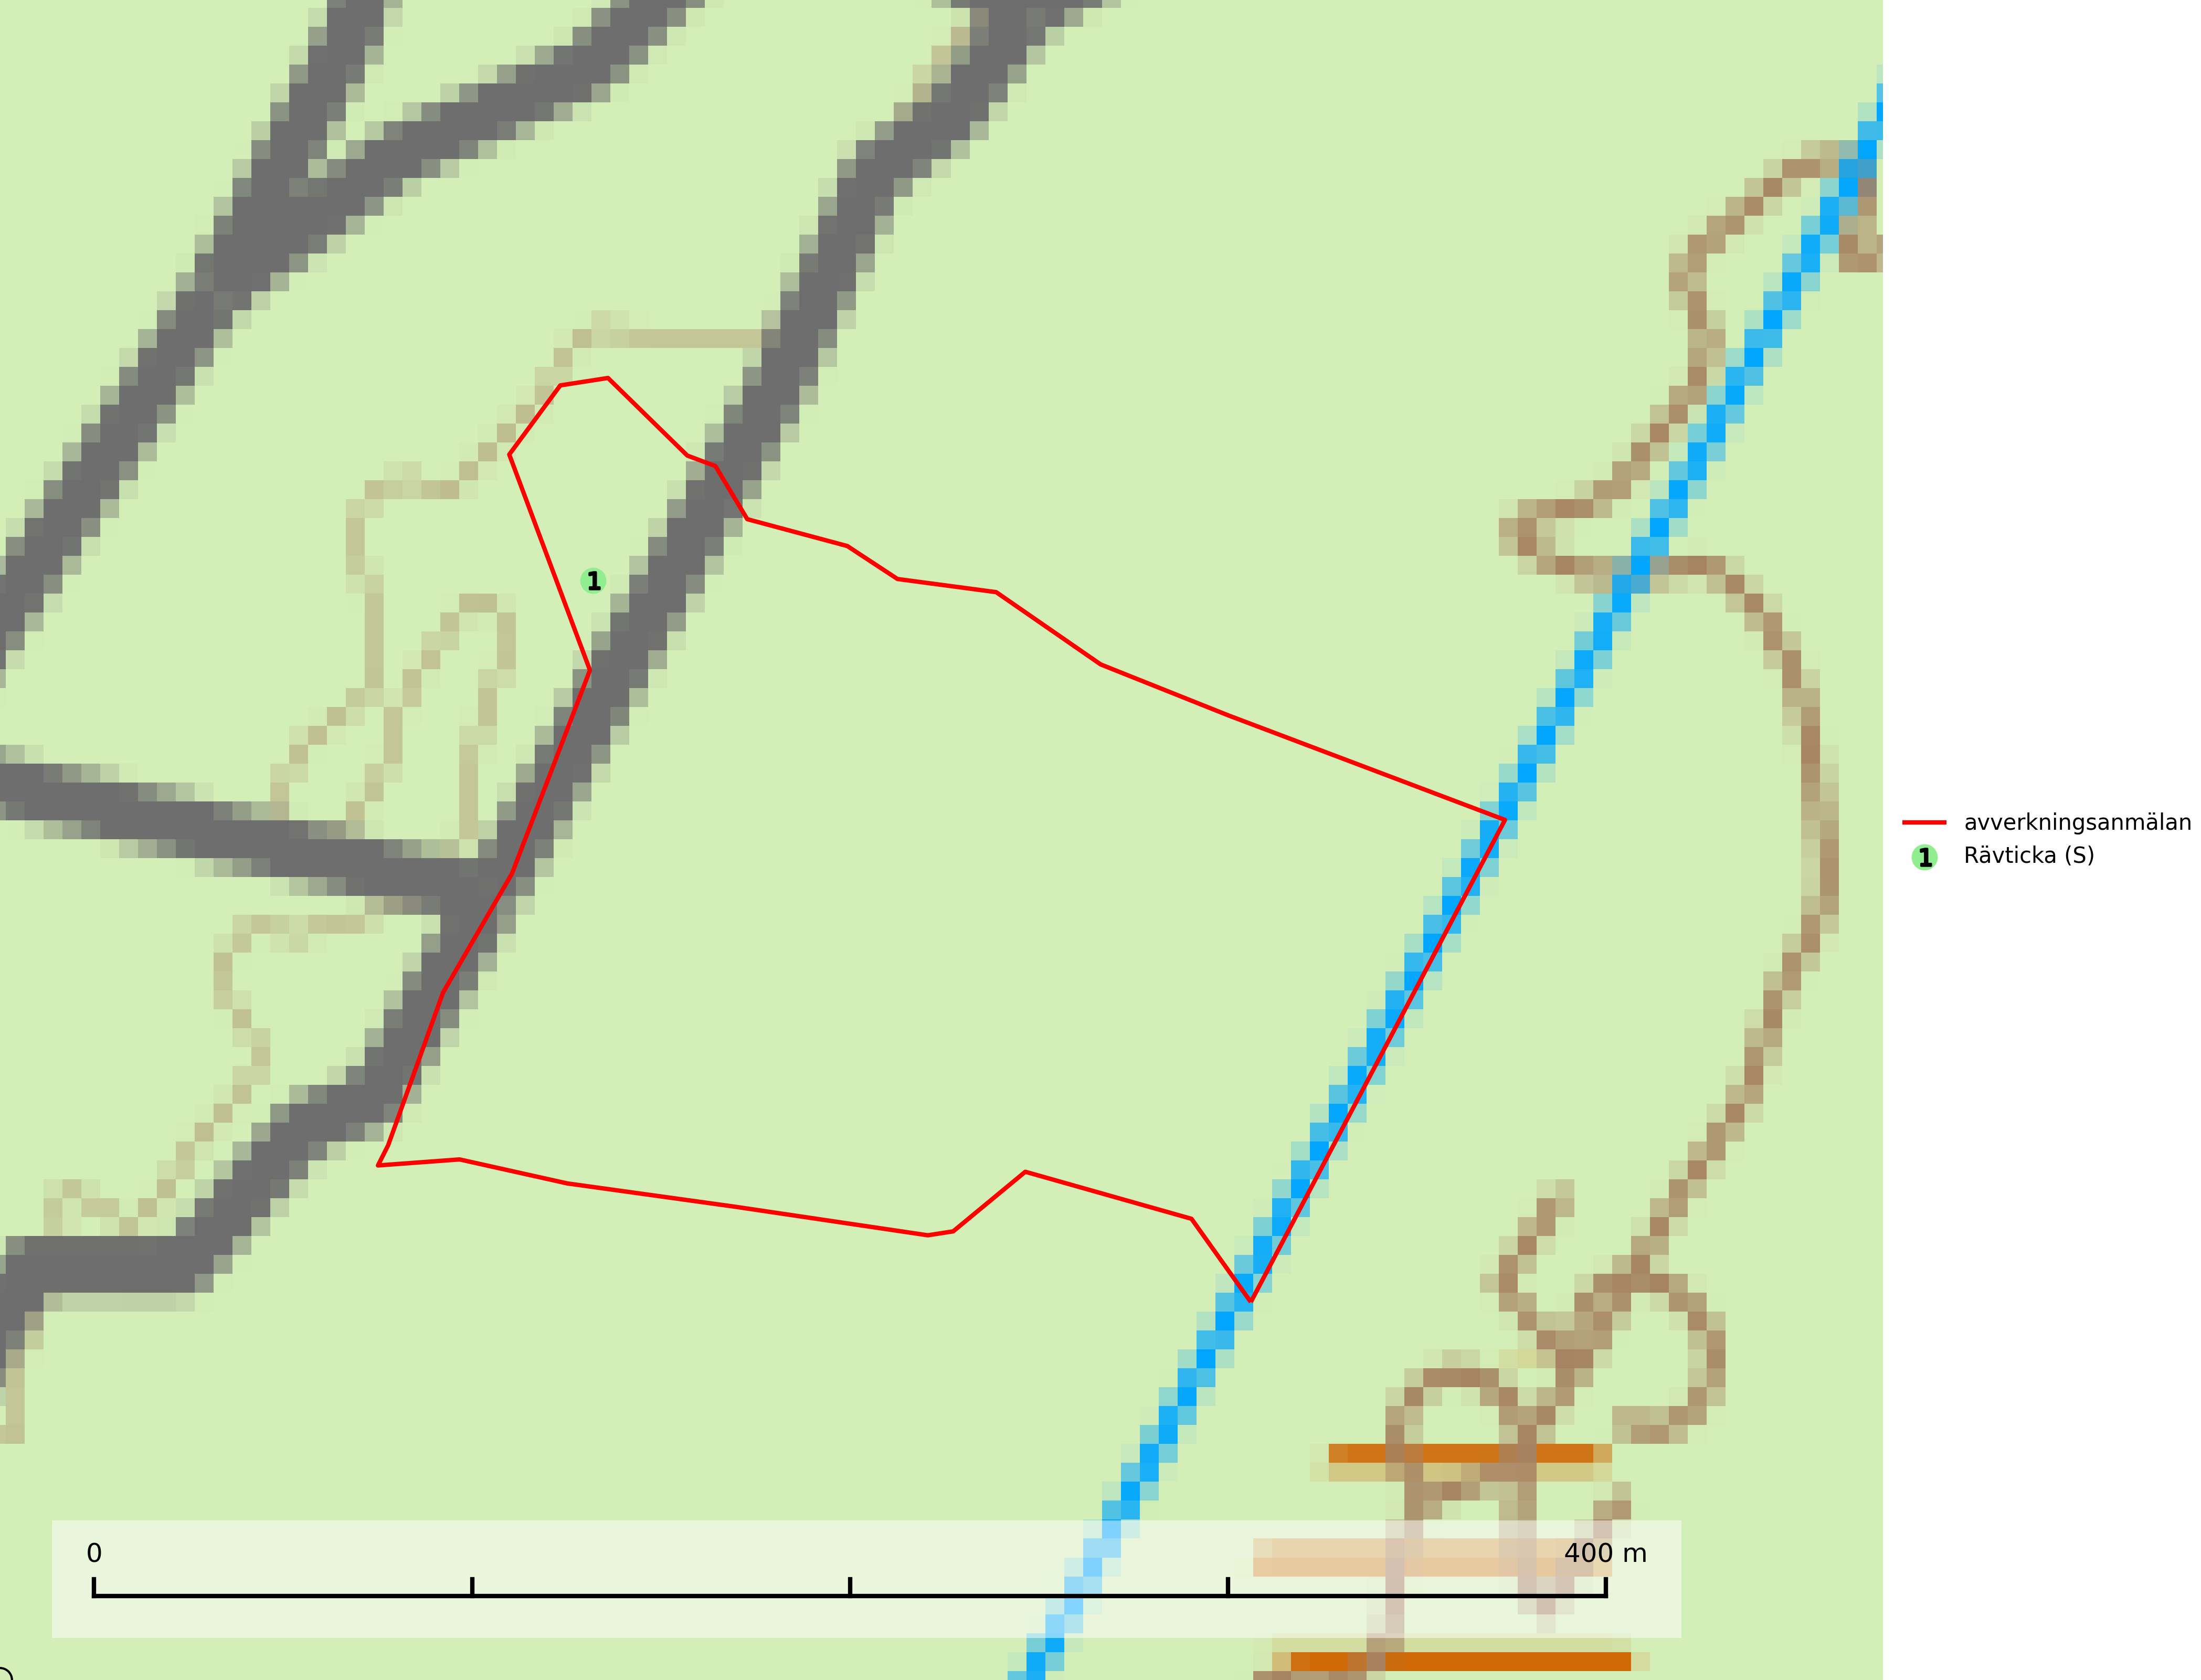 1
avverkningsanmälan
1 Rävticka (S)
0 400 m